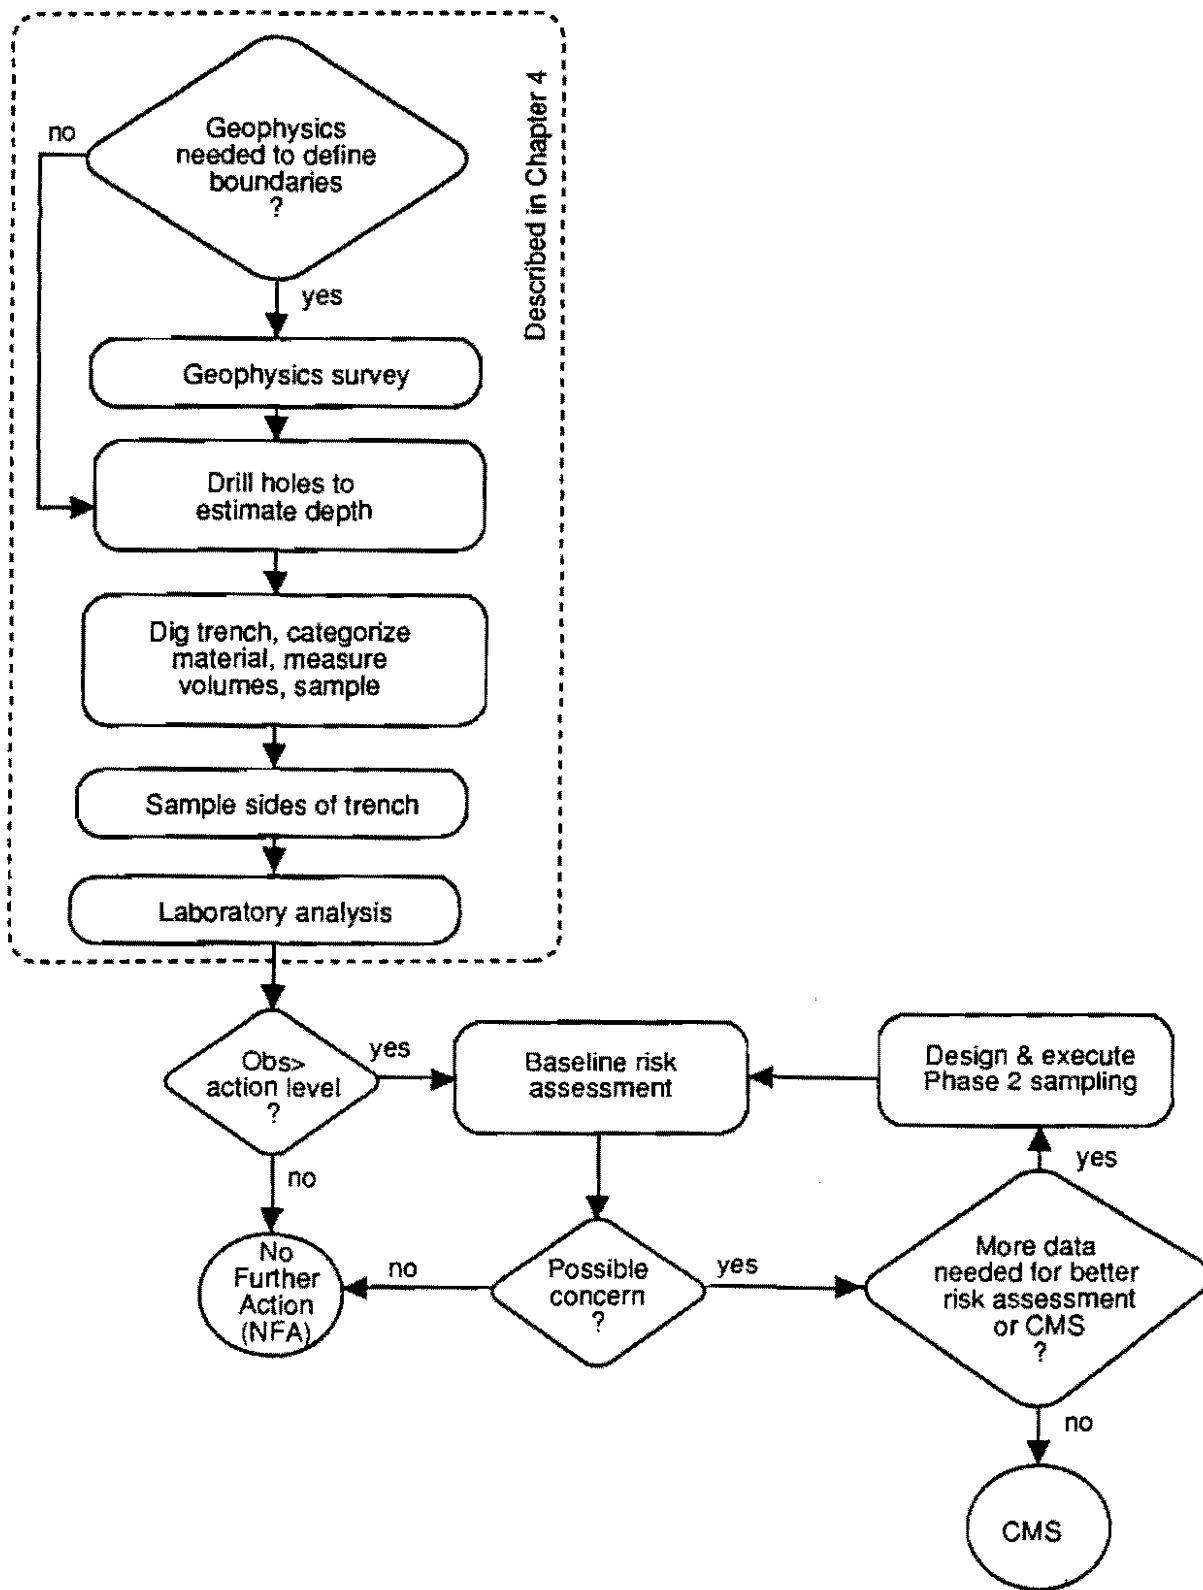 Geophysics
needed to define
boundaries
?
no
yes
Described in Chapter 4
Geophysics survey
Drill holes to
estimate depth
Dig trench, categorize
material, measure
volumes, sample
Sample sides of trench
Laboratory analysis
Obs>
action level
?
yes
no
Baseline risk
assessment
Design & execute
Phase 2 sampling
yes
No
Further
Action
(NFA)
no
Possible
concern
?
yes
More data
needed for better
risk assessment
or CMS
?
no
CMS